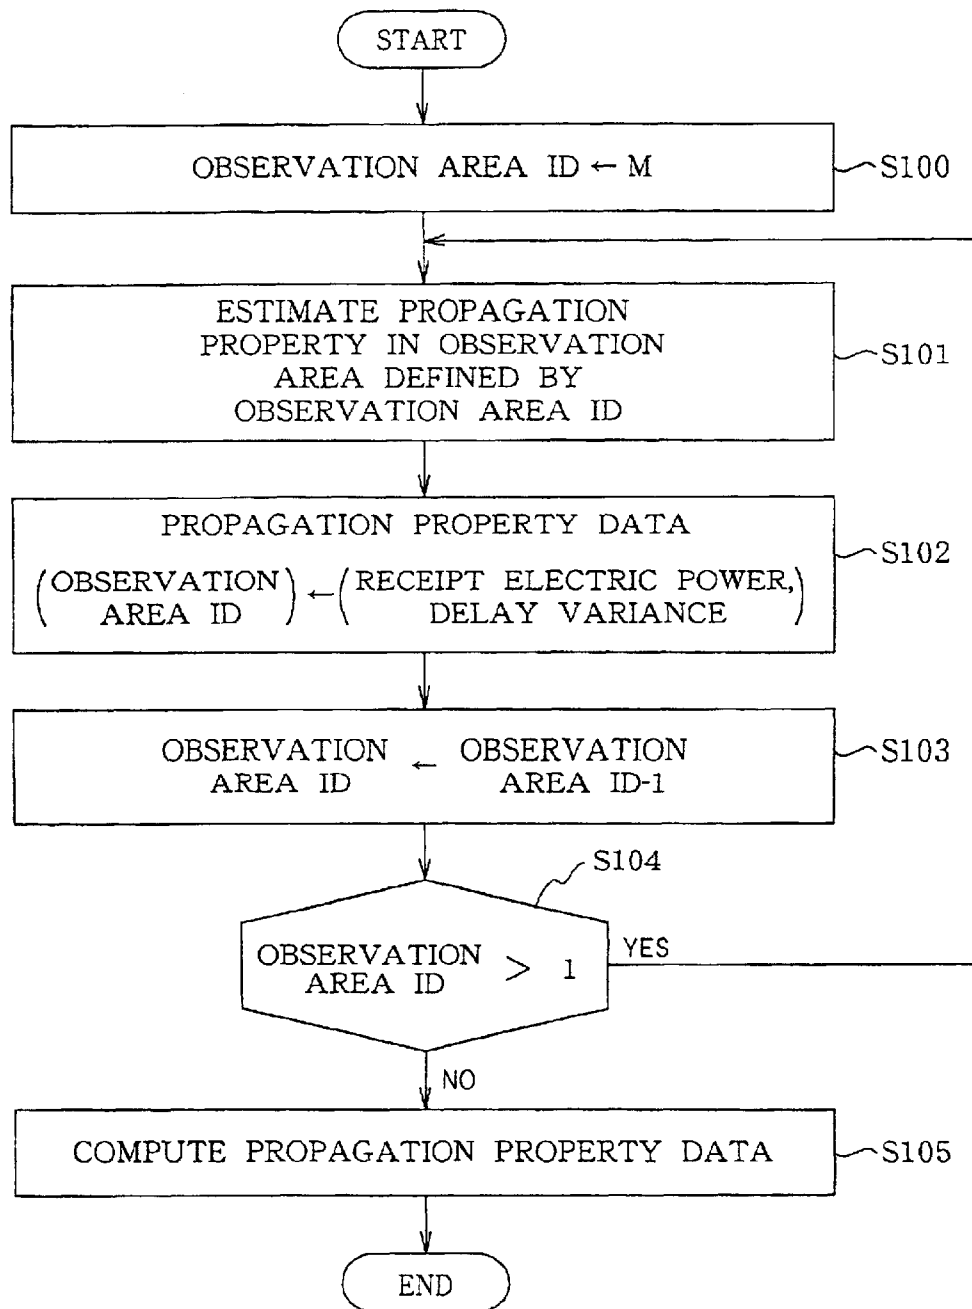 START
OBSERVATION AREA ID ← M
S100
ESTIMATE PROPAGATION
PROPERTY IN OBSERVATION
AREA DEFINED BY
OBSERVATION AREA ID
S101
PROPAGATION PROPERTY DATA
(OBSERVATION AREA ID) ← (RECEIPT ELECTRIC POWER, DELAY VARIANCE)
S102
OBSERVATION AREA ID ← OBSERVATION AREA ID-1
S103
S104
OBSERVATION AREA ID > 1
YES
NO
COMPUTE PROPAGATION PROPERTY DATA
S105
END